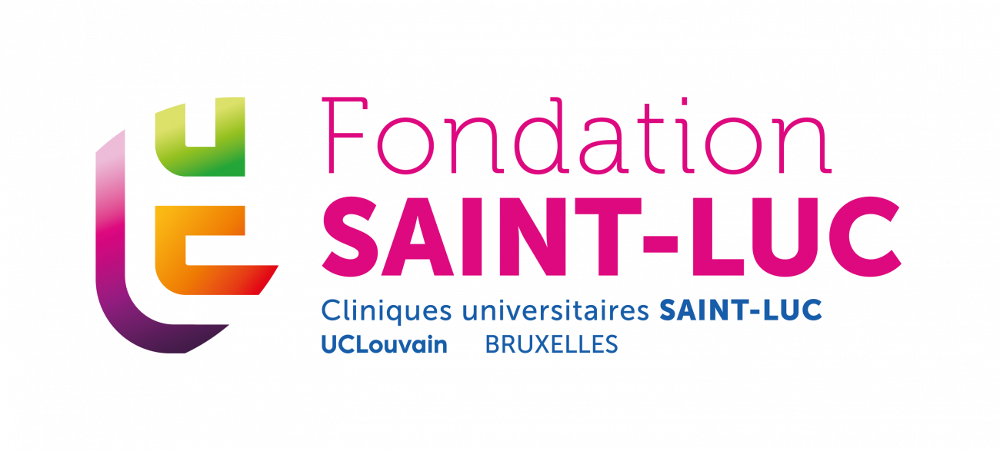 Fondation
SAINT-LUC
Cliniques universitaires SAINT-LUC
UCLouvain BRUXELLES